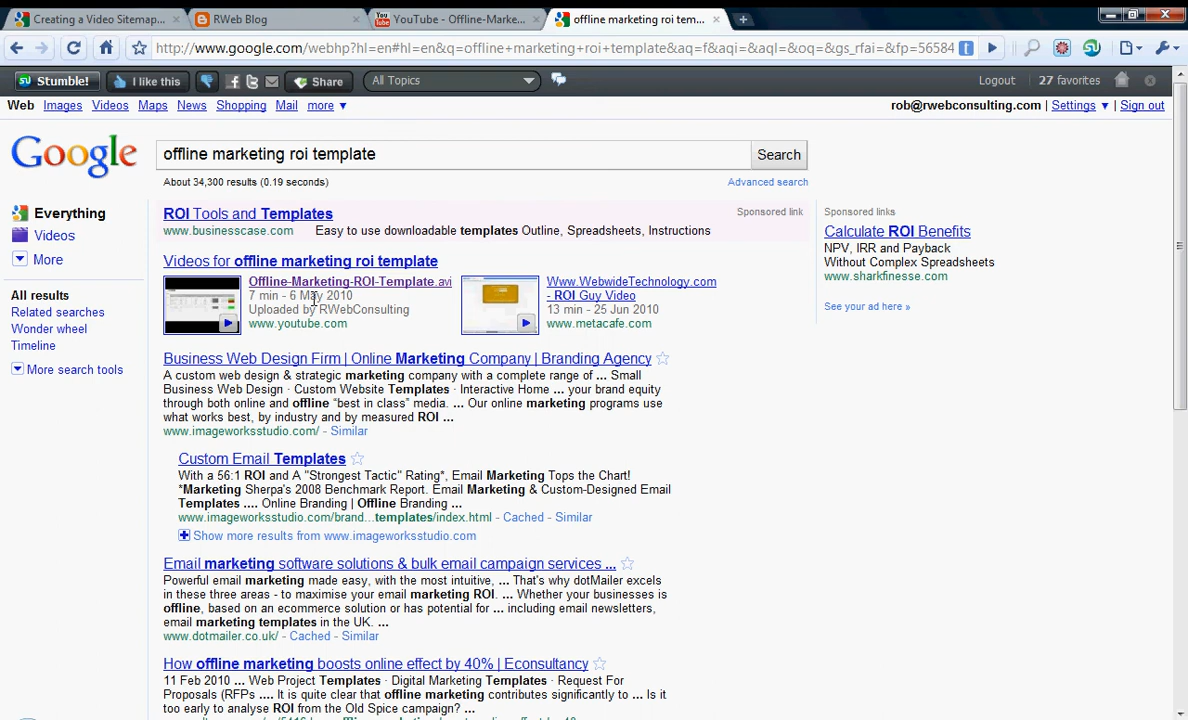 Creating a Video Sitemap...
RWeb Blog
YouTube - Offline-Marke...
offline marketing roi tem...
http://www.google.com/webhp?hl=en#hl=en&q=offline+marketing+roi+template&aq=f&aqi=&aql=&oq=&gs_rfai=&fp=56584
Stumble!
I like this
Share
All Topics
Logout
27 favorites
Web Images Videos Maps News Shopping Mail more ▼
rob@rwebconsulting.com | Settings ▼ | Sign out
Google
offline marketing roi template
Search
About 34,300 results (0.19 seconds)
Advanced search
Everything
Videos
More
All results
Related searches
Wonder wheel
Timeline
More search tools
ROI Tools and Templates
Sponsored link
www.businesscase.com Easy to use downloadable templates Outline, Spreadsheets, Instructions
Videos for offline marketing roi template
Offline-Marketing-ROI-Template.avi
7 min - 6 May 2010
Uploaded by RWebConsulting
www.youtube.com
Www.WebwideTechnology.com
- ROI Guy Video
13 min - 25 Jun 2010
www.metacafe.com
Business Web Design Firm | Online Marketing Company | Branding Agency
A custom web design & strategic marketing company with a complete range of ... Small
Business Web Design · Custom Website Templates · Interactive Home ... your brand equity
through both online and offline “best in class” media. ... Our online marketing programs use
what works best, by industry and by measured ROI ...
www.imageworksstudio.com/ - Similar
Custom Email Templates
With a 56:1 ROI and A "Strongest Tactic" Rating*, Email Marketing Tops the Chart!
*Marketing Sherpa's 2008 Benchmark Report. Email Marketing & Custom-Designed Email
Templates .... Online Branding | Offline Branding ...
www.imageworksstudio.com/brand...templates/index.html - Cached - Similar
Show more results from www.imageworksstudio.com
Email marketing software solutions & bulk email campaign services ...
Powerful email marketing made easy, with the most intuitive, ... That's why dotMailer excels
in these three areas - to maximise your email marketing ROI. ... Whether your businesses is
offline, based on an ecommerce solution or has potential for ... including email newsletters,
email marketing templates in the UK. ...
www.dotmailer.co.uk/ - Cached - Similar
How offline marketing boosts online effect by 40% | Econsultancy
11 Feb 2010 ... Web Project Templates · Digital Marketing Templates · Request For
Proposals (RFPs .... It is quite clear that offline marketing contributes significantly to ... Is it
too early to analyse ROI from the Old Spice campaign? ...
Sponsored links
Calculate ROI Benefits
NPV, IRR and Payback
Without Complex Spreadsheets
www.sharkfinesse.com
See your ad here »